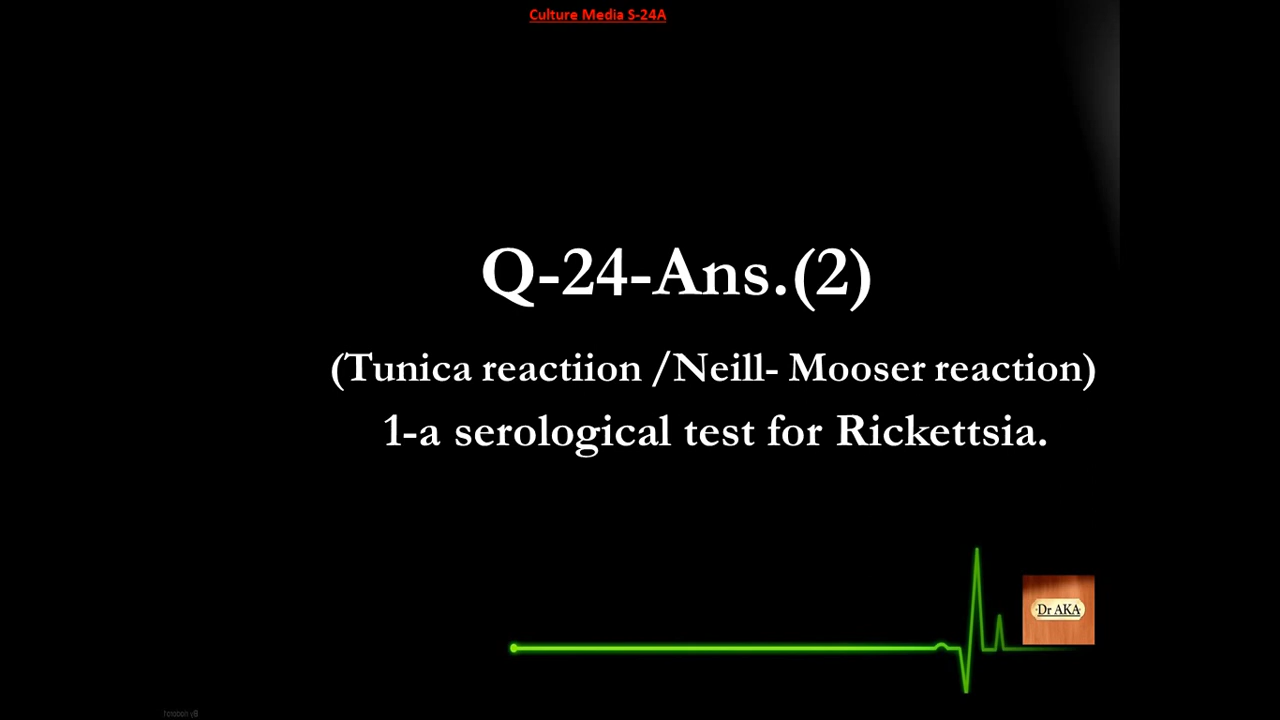 Culture Media S-24A
Q-24-Ans.(2)
(Tunica reactiion /Neill- Mooser reaction)
1-a serological test for Rickettsia.
Dr AKA